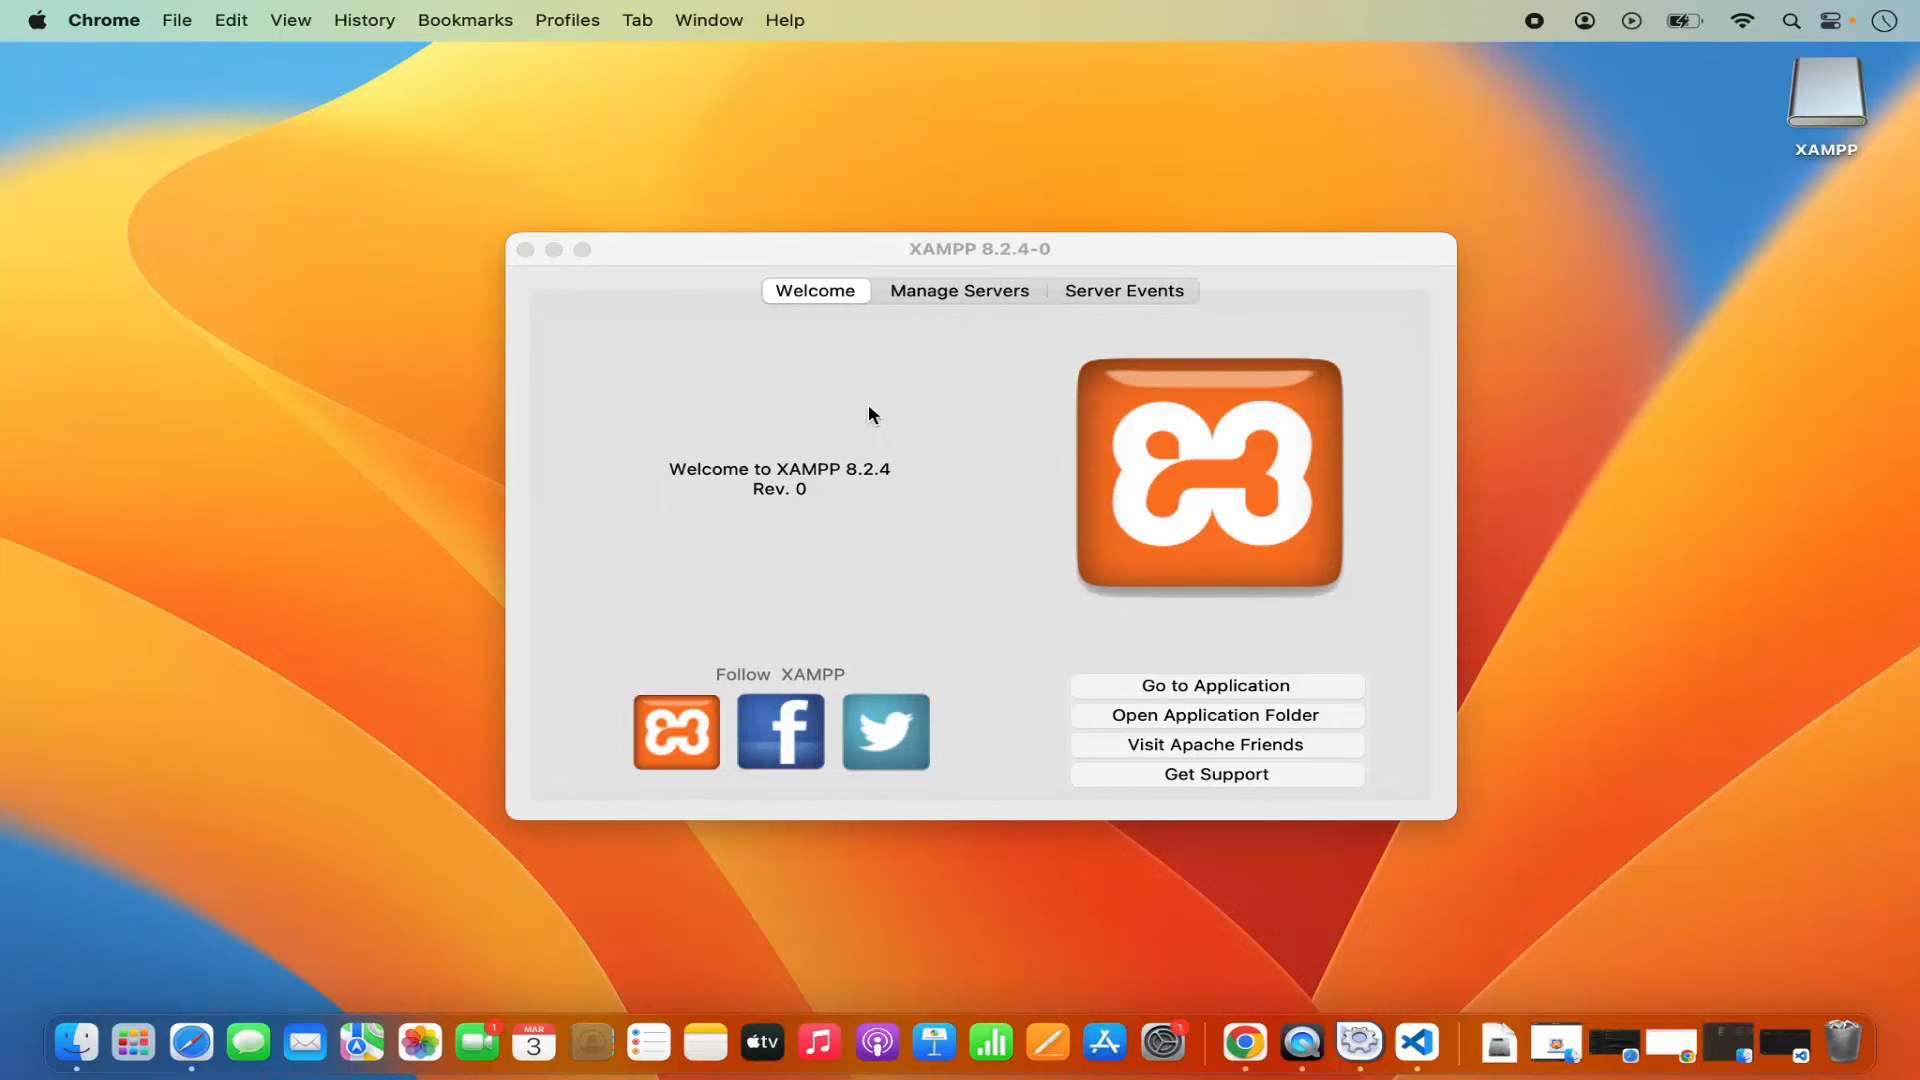 Chrome File Edit View History Bookmarks Profiles Tab Window Help
XAMPP
XAMPP 8.2.4-0
Welcome Manage Servers Server Events
Welcome to XAMPP 8.2.4
Rev. 0
Follow XAMPP
Go to Application
Open Application Folder
Visit Apache Friends
Get Support
1
MAR
3
tv
1